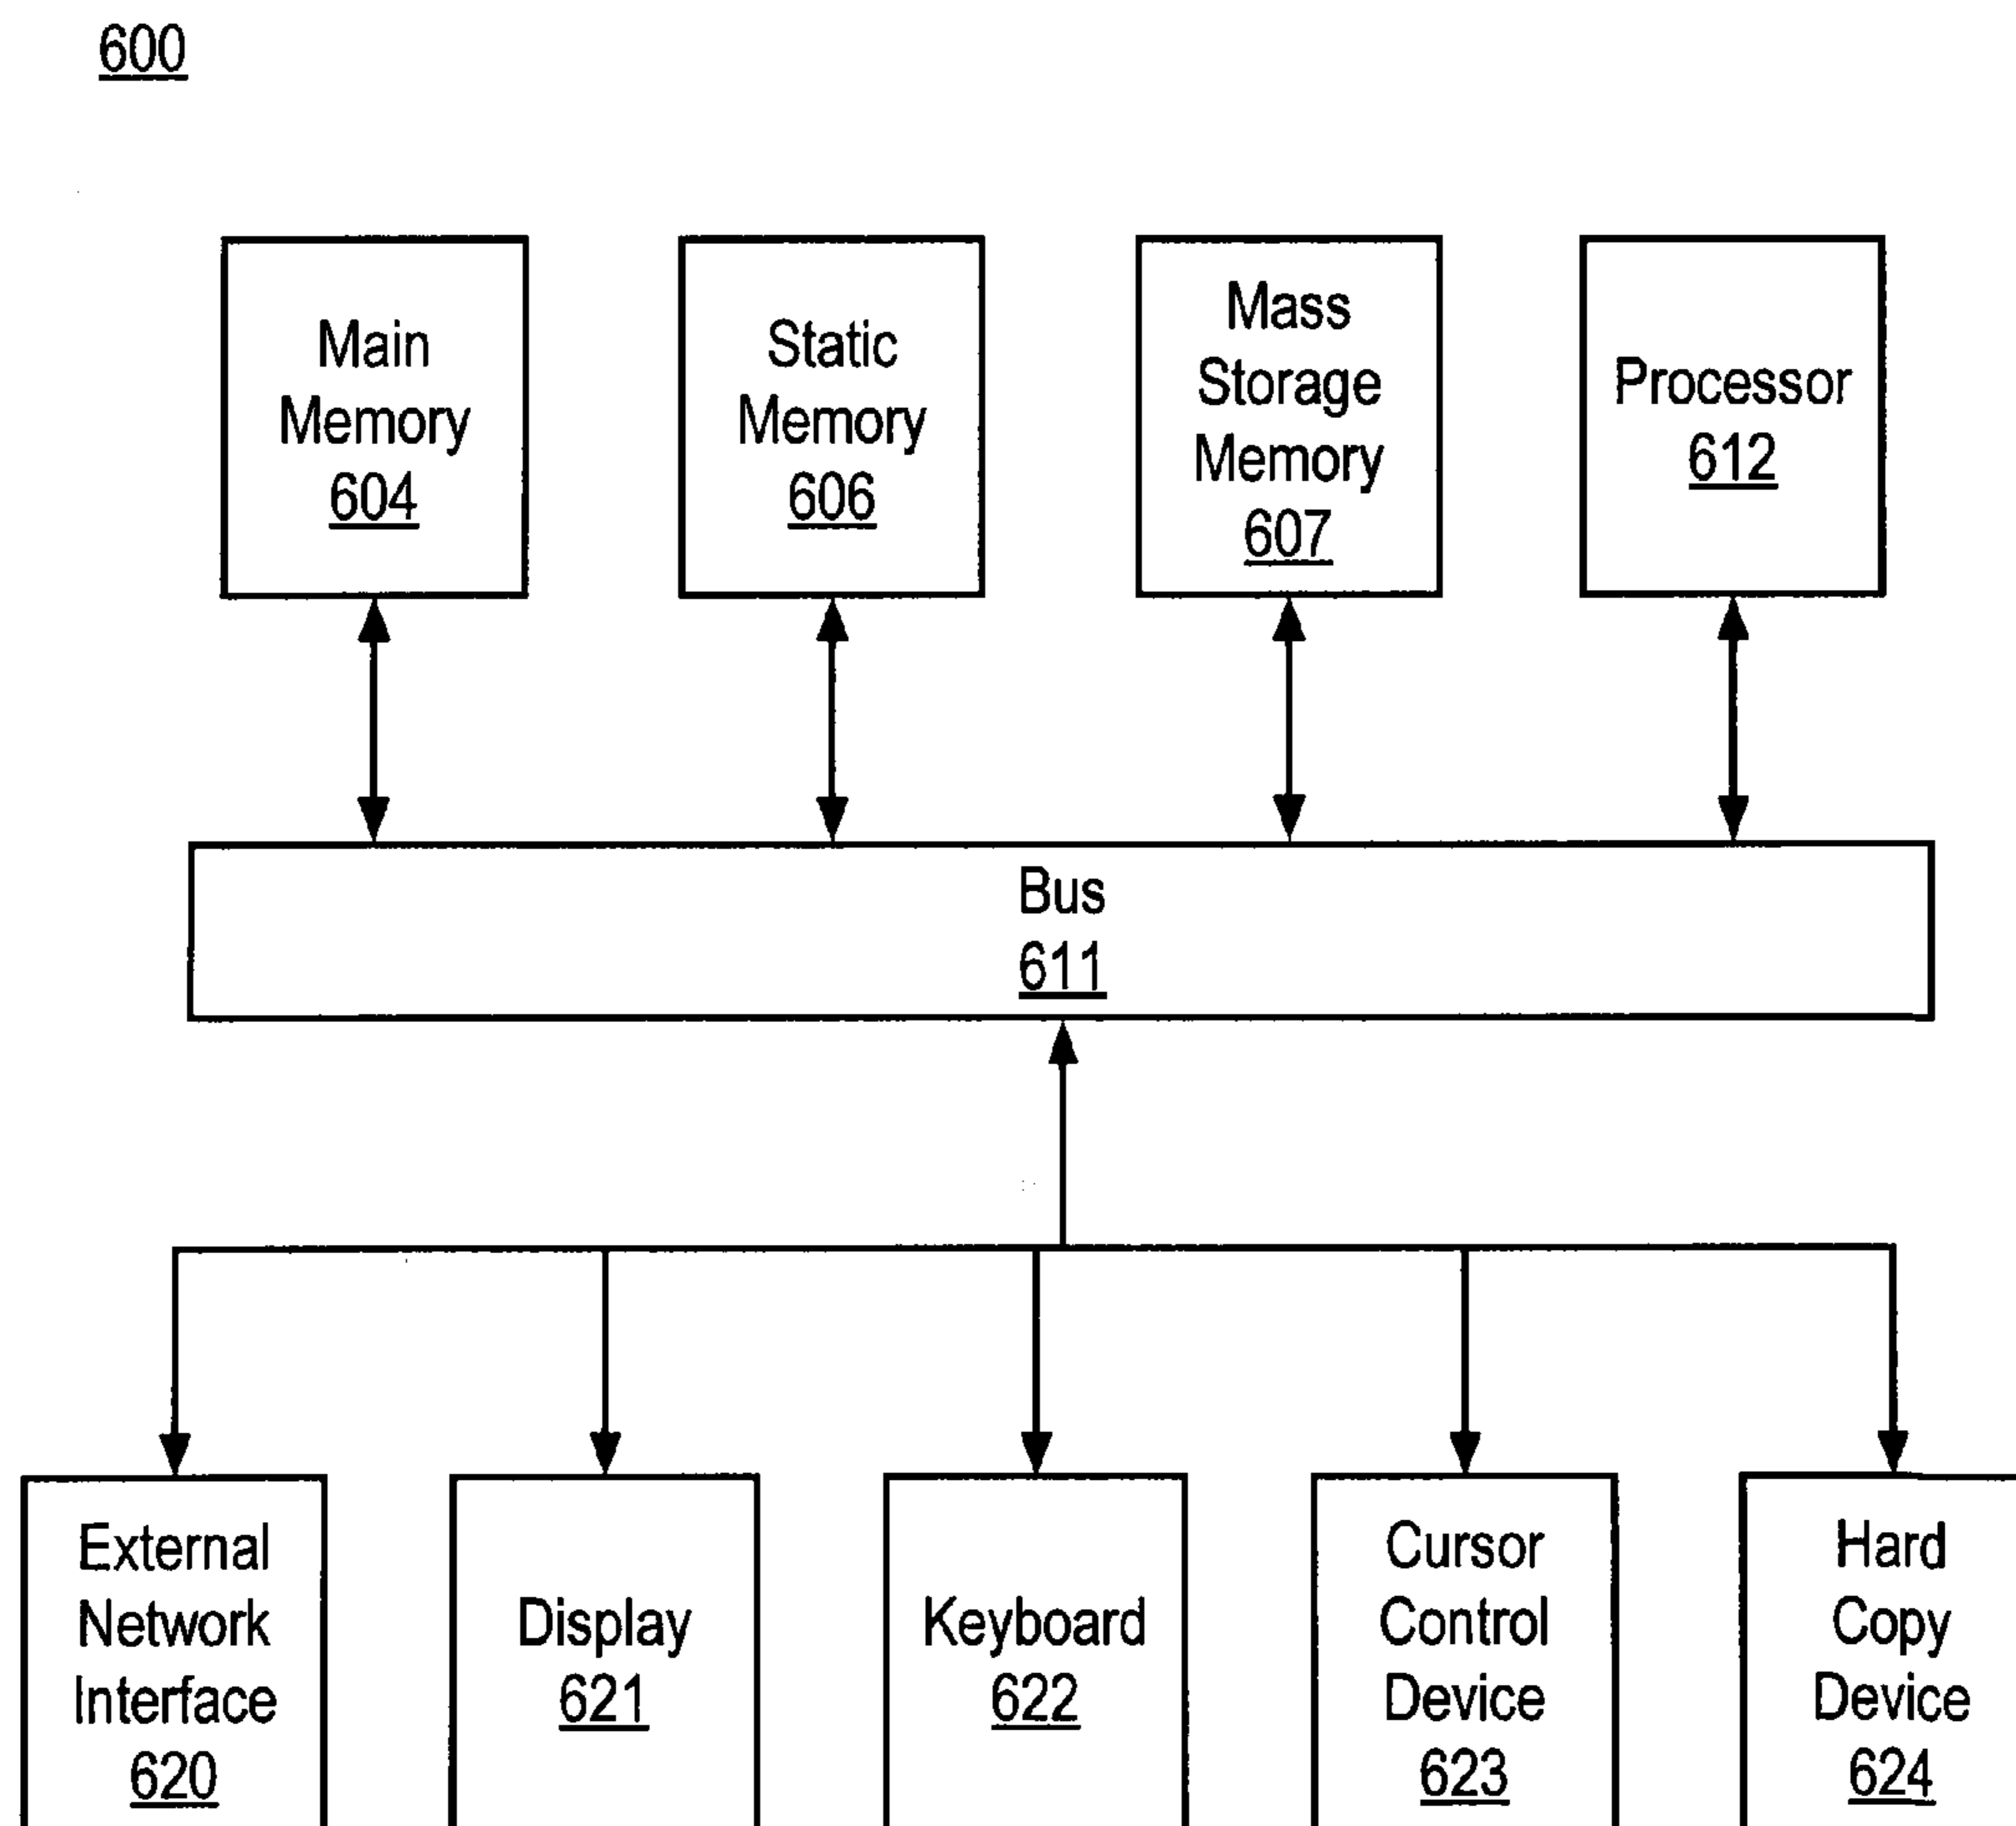 600
Main
Memory
604
Static
Memory
606
Mass
Storage
Memory
607
Processor
612
Bus
611
External
Network
Interface
620
Display
621
Keyboard
622
Cursor
Control
Device
623
Hard
Copy
Device
624